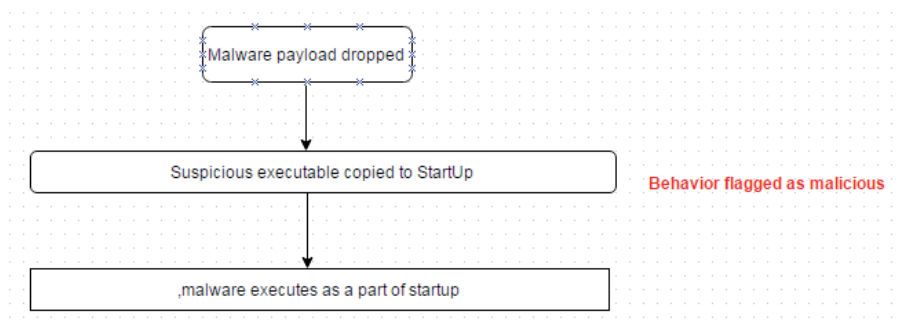 Malware payload dropped
Suspicious executable copied to StartUp
Behavior flagged as malicious
,malware executes as a part of startup